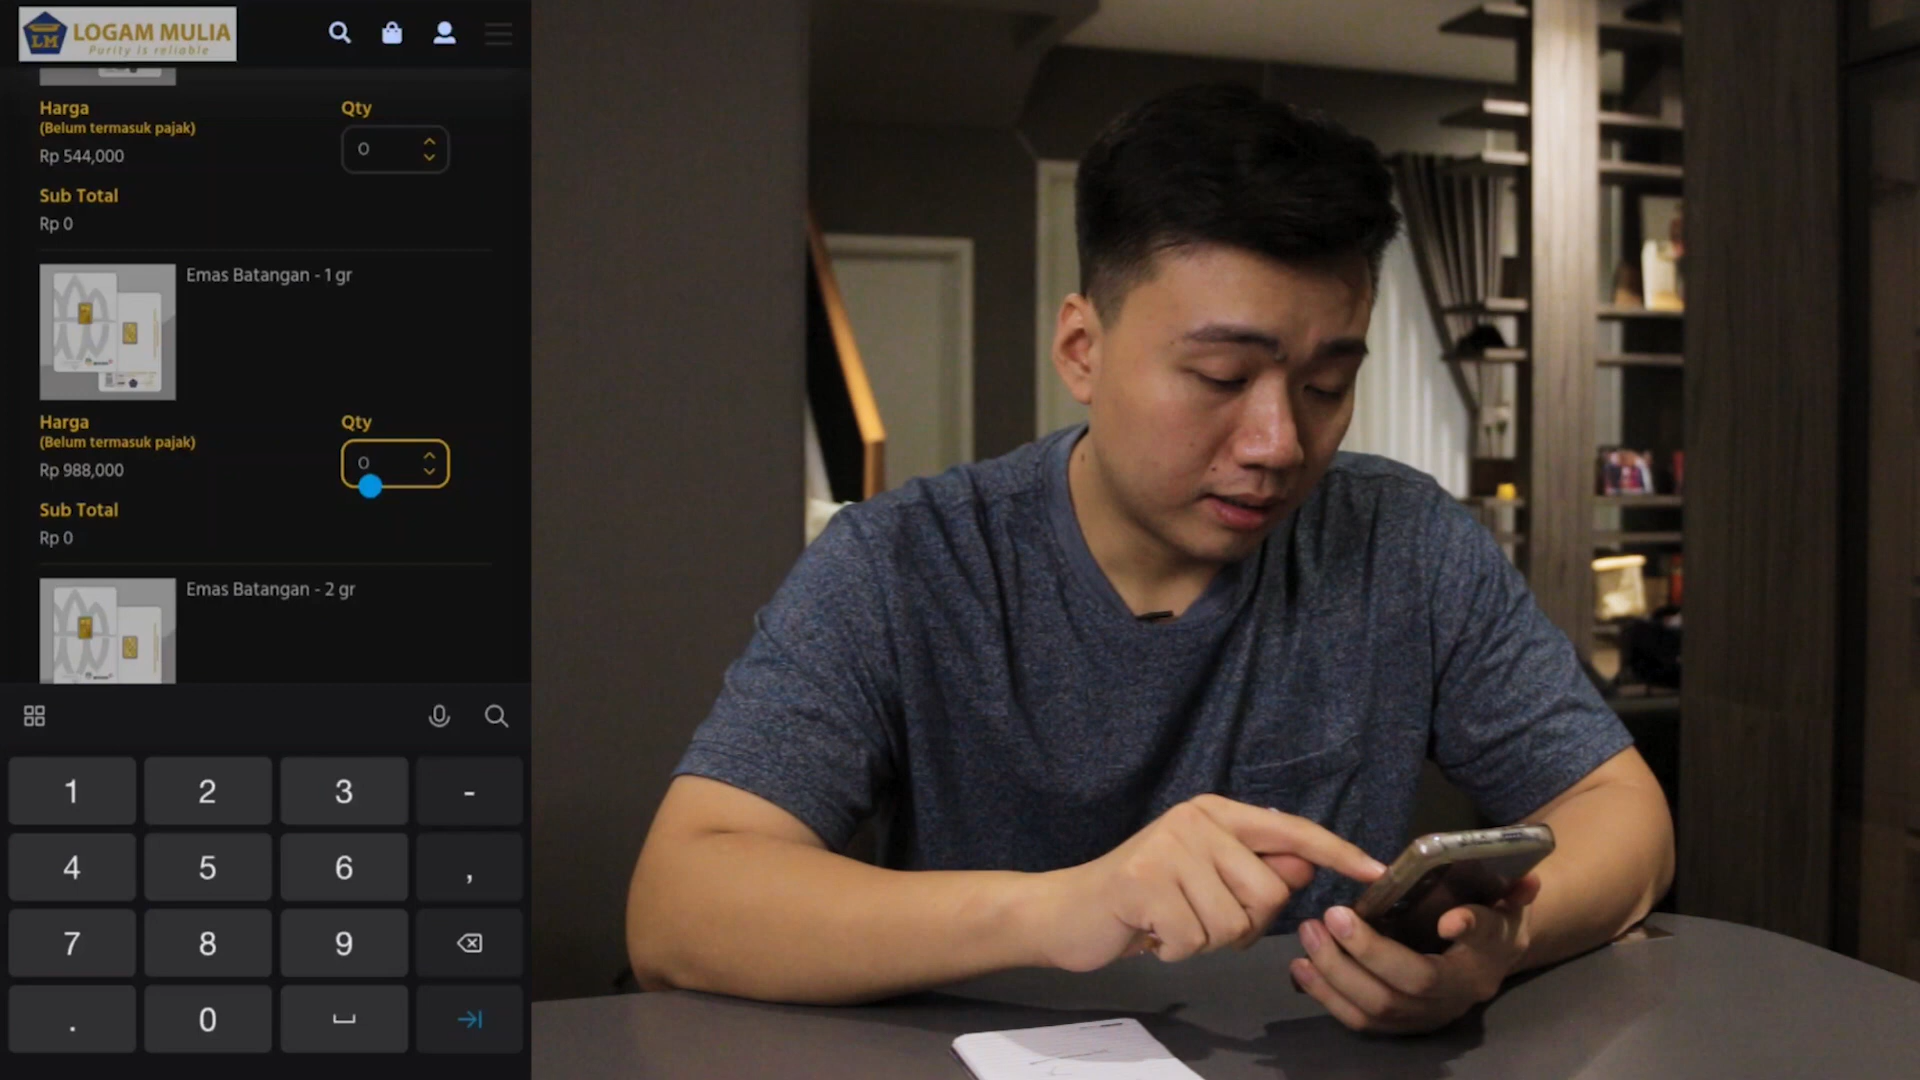 LM LOGAM MULIA
Purity is reliable
Harga
(Belum termasuk pajak)
Rp 544,000
Qty
0
Sub Total
Rp 0
Emas Batangan - 1 gr
Harga
(Belum termasuk pajak)
Rp 988,000
Qty
0
Sub Total
Rp 0
Emas Batangan - 2 gr
1 2 3 -
4 5 6 ,
7 8 9
. 0